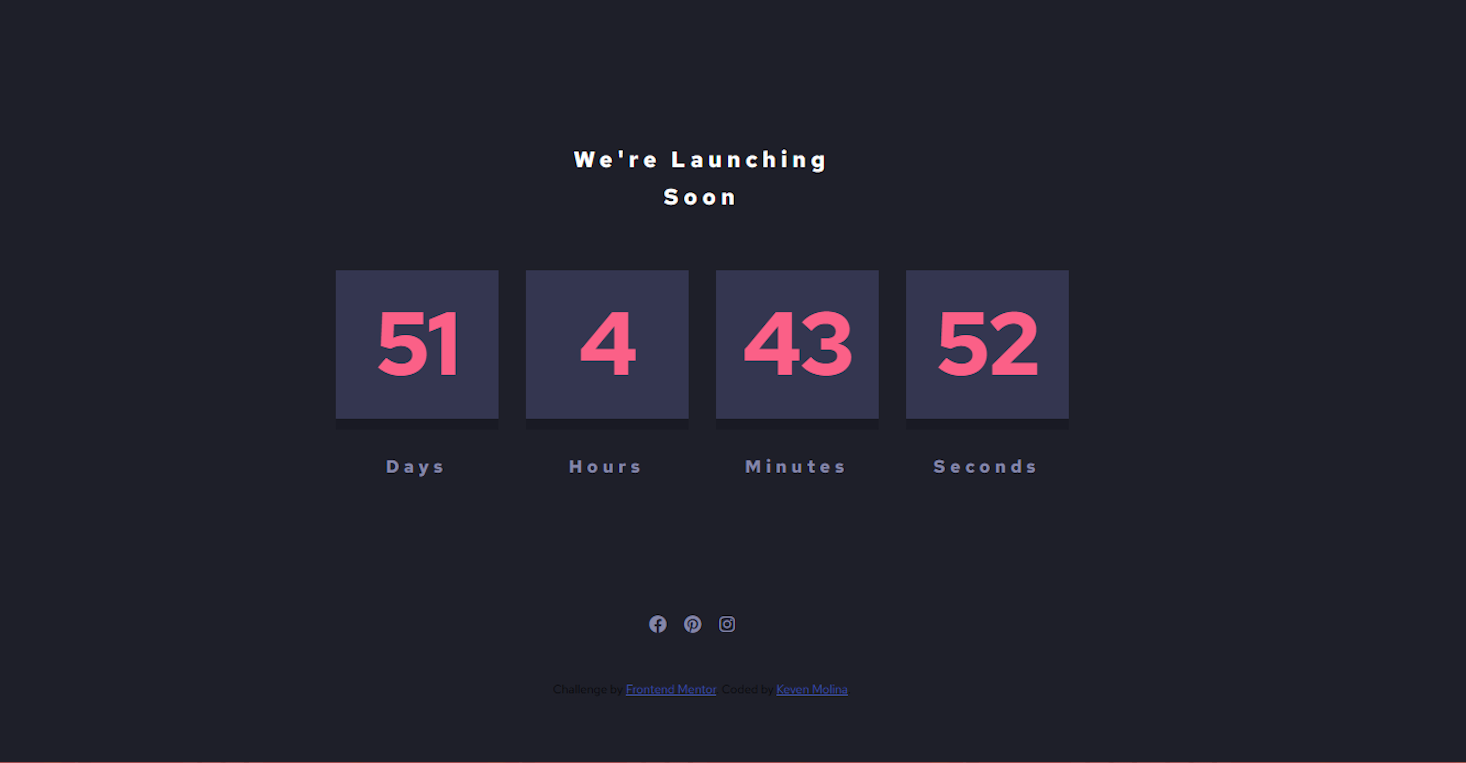 We're Launching
Soon
51 4 43 52
Days Hours Minutes Seconds
Challenge by Frontend Mentor. Coded by Keven Molina